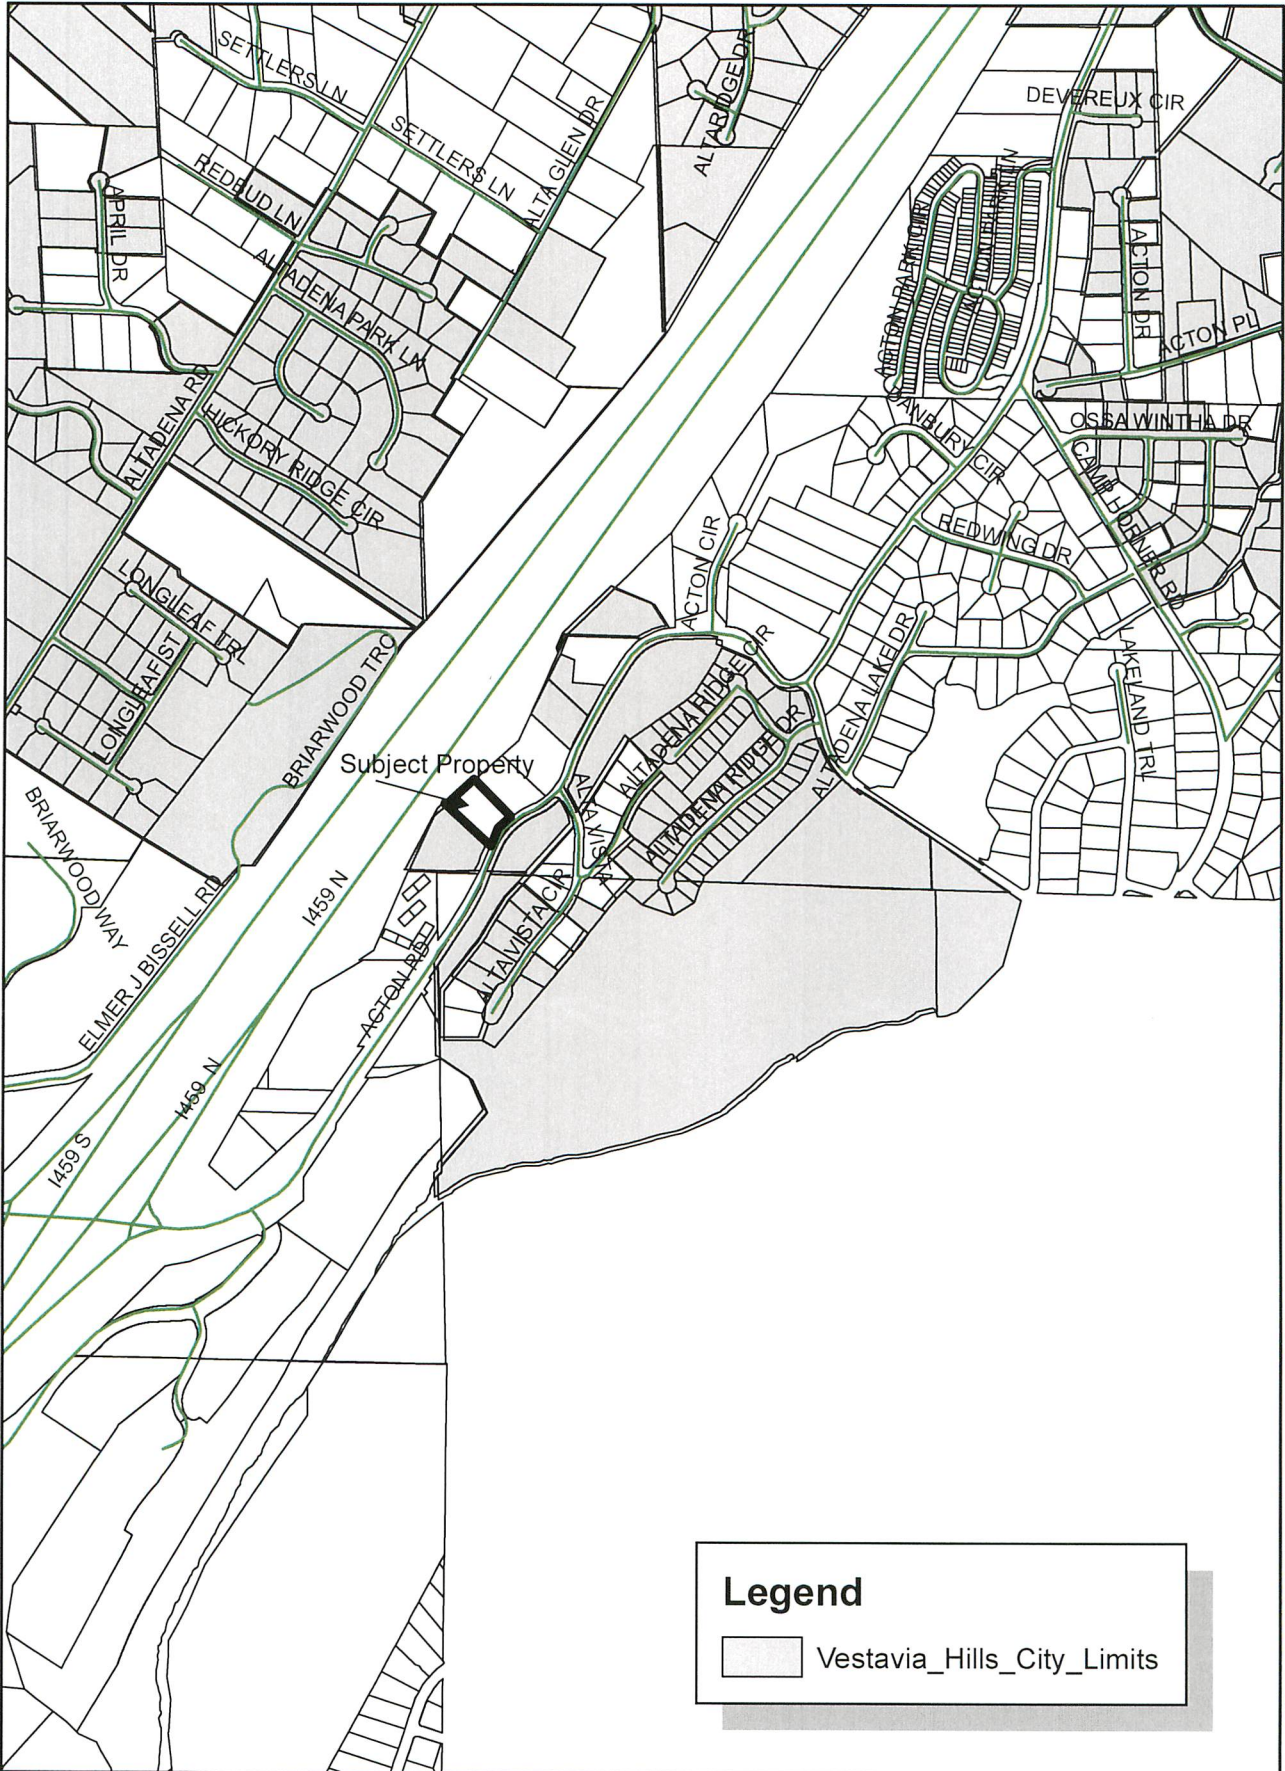 SETTLERS LN
ALTARIDGE DR
DEVEREUX CIR
SETTLERS LN
ALTA GLEN DR
REDBUD LN
APRIL DR
ACTON PARK CIR
ACTON DR
ALTADENA PARK LN
ACTON PL
ALTADENA RD
HICKORY RIDGE CIR
DANBURY CIR
OSSA WINTHA DR
CAMP HORNER RD
REDWING DR
ACTON CIR
LONGLEAF TRL
LONGLEAF ST
BRIARWOOD TRC
ALTADENA RIDGE CIR
ALTADENA LAKE DR
LAKELAND TRL
Subject Property
ALTA VISTA
ALTADENA RIDGE DR
BRIARWOOD WAY
I459 N
ALTA VISTA CIR
ELMER J BISSELL RD
ACTON RD
I459 N
I459 S
Legend
Vestavia_Hills_City_Limits